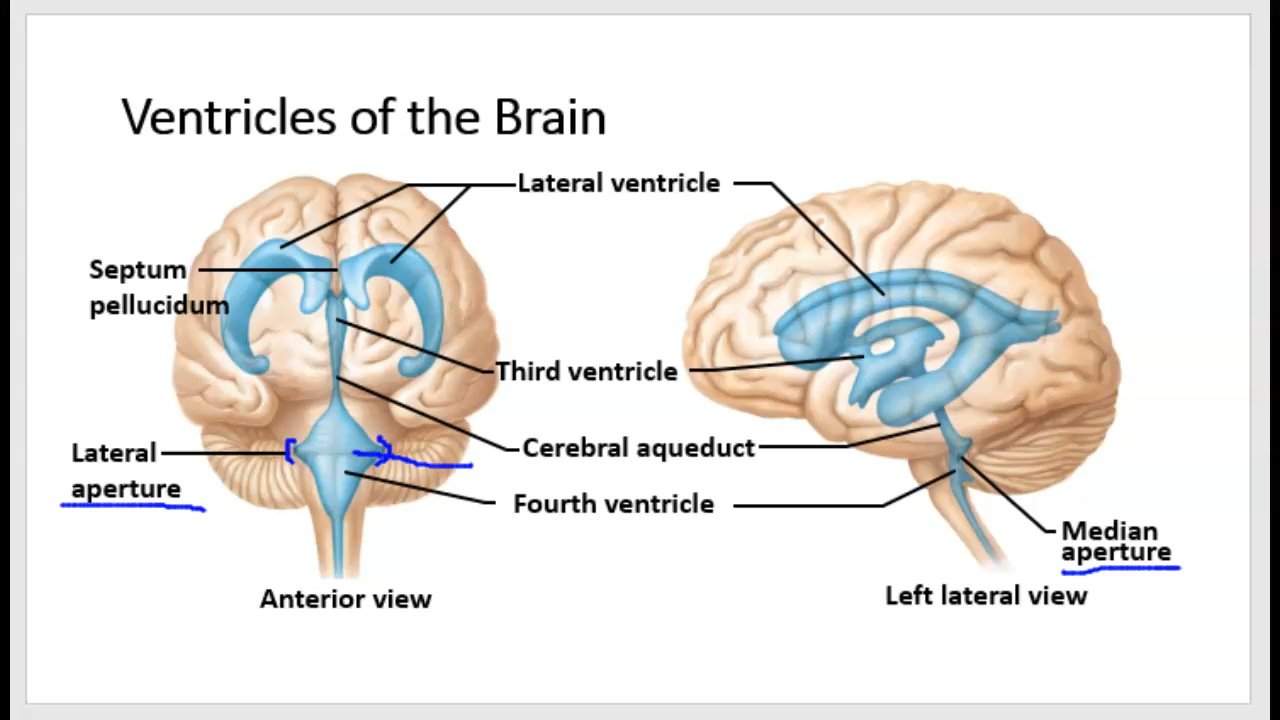 Ventricles of the Brain
Lateral ventricle
Septum
pellucidum
Third ventricle
Lateral
aperture
Cerebral aqueduct
Fourth ventricle
Median
aperture
Anterior view
Left lateral view